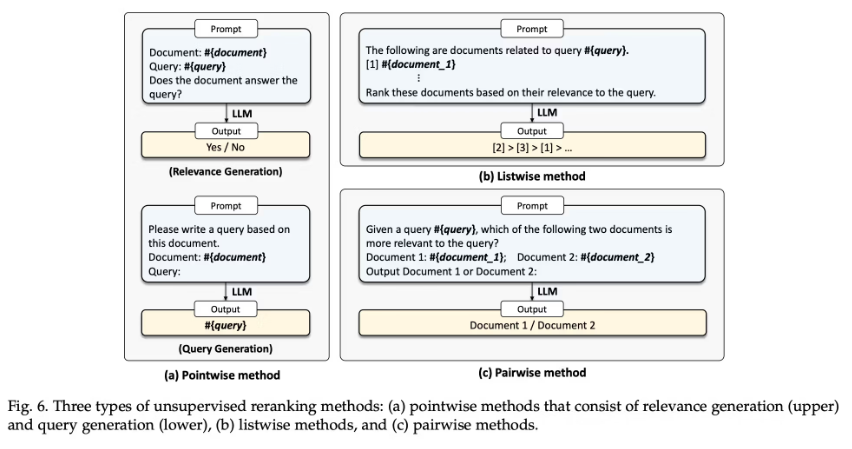 Prompt
Document: #{document}
Query: #{query}
Does the document answer the
query?
LLM
Output
Yes / No
(Relevance Generation)
Prompt
Please write a query based on
this document.
Document: #{document}
Query:
LLM
Output
#{query}
(Query Generation)
(a) Pointwise method
Prompt
The following are documents related to query #{query}.
[1] #{document_1}
⋮
Rank these documents based on their relevance to the query.
LLM
Output
[2] > [3] > [1] > ...
(b) Listwise method
Prompt
Given a query #{query}, which of the following two documents is
more relevant to the query?
Document 1: #{document_1}; Document 2: #{document_2}
Output Document 1 or Document 2:
LLM
Output
Document 1 / Document 2
(c) Pairwise method
Fig. 6. Three types of unsupervised reranking methods: (a) pointwise methods that consist of relevance generation (upper)
and query generation (lower), (b) listwise methods, and (c) pairwise methods.